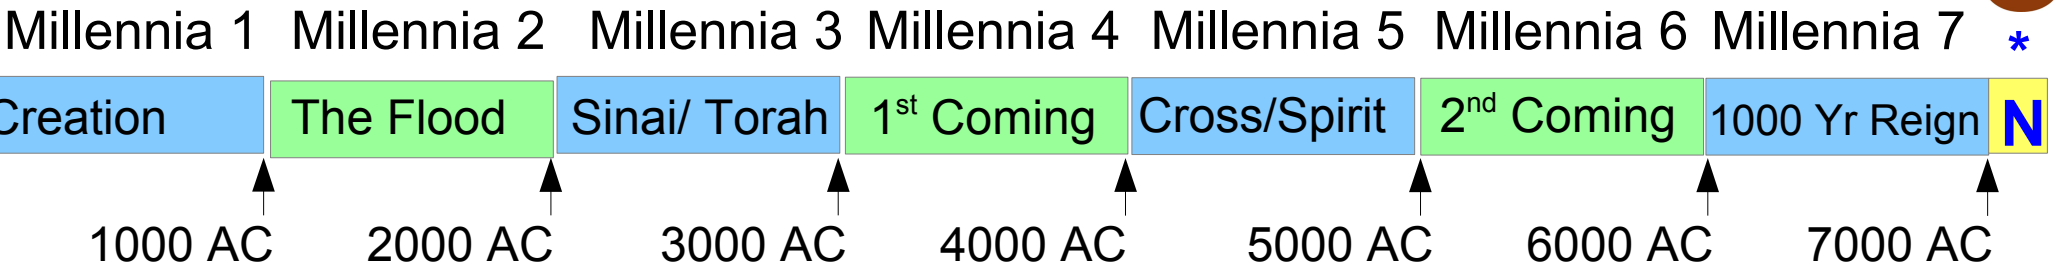 Millennia 1 Millennia 2 Millennia 3 Millennia 4 Millennia 5 Millennia 6 Millennia 7 *
Creation The Flood Sinai/ Torah 1st Coming Cross/Spirit 2nd Coming 1000 Yr Reign N
1000 AC 2000 AC 3000 AC 4000 AC 5000 AC 6000 AC 7000 AC